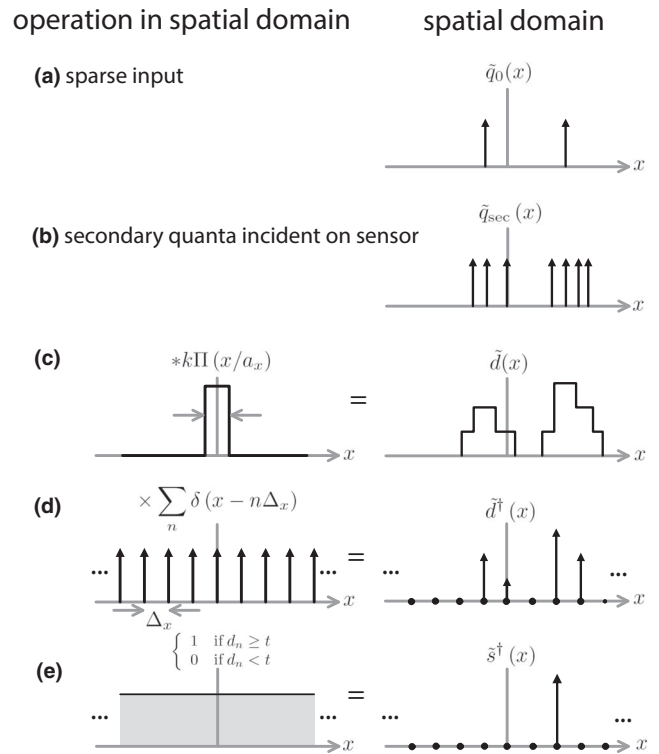 operation in spatial domain
spatial domain
(a) sparse input
q̃₀(x)
x
(b) secondary quanta incident on sensor
q̃sec (x)
x
(c)
*kΠ (x/aₓ)
x
=
d̃(x)
x
(d)
× ∑ₙ δ (x − nΔₓ)
...
...
x
Δₓ
=
d̃† (x)
...
...
x
(e)
{ 1 if dₙ ≥ t
0 if dₙ < t
...
...
x
=
s̃† (x)
...
...
x